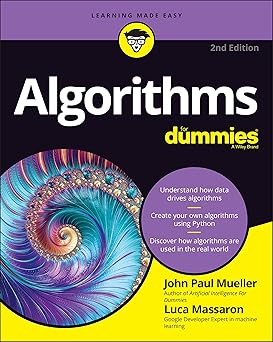 LEARNING MADE EASY
2nd Edition
Algorithms
for
dummies
A Wiley Brand
Understand how data
drives algorithms
Create your own algorithms
using Python
Discover how algorithms are
used in the real world
John Paul Mueller
Author of Artificial Intelligence For
Dummies
Luca Massaron
Google Developer Expert in machine
learning